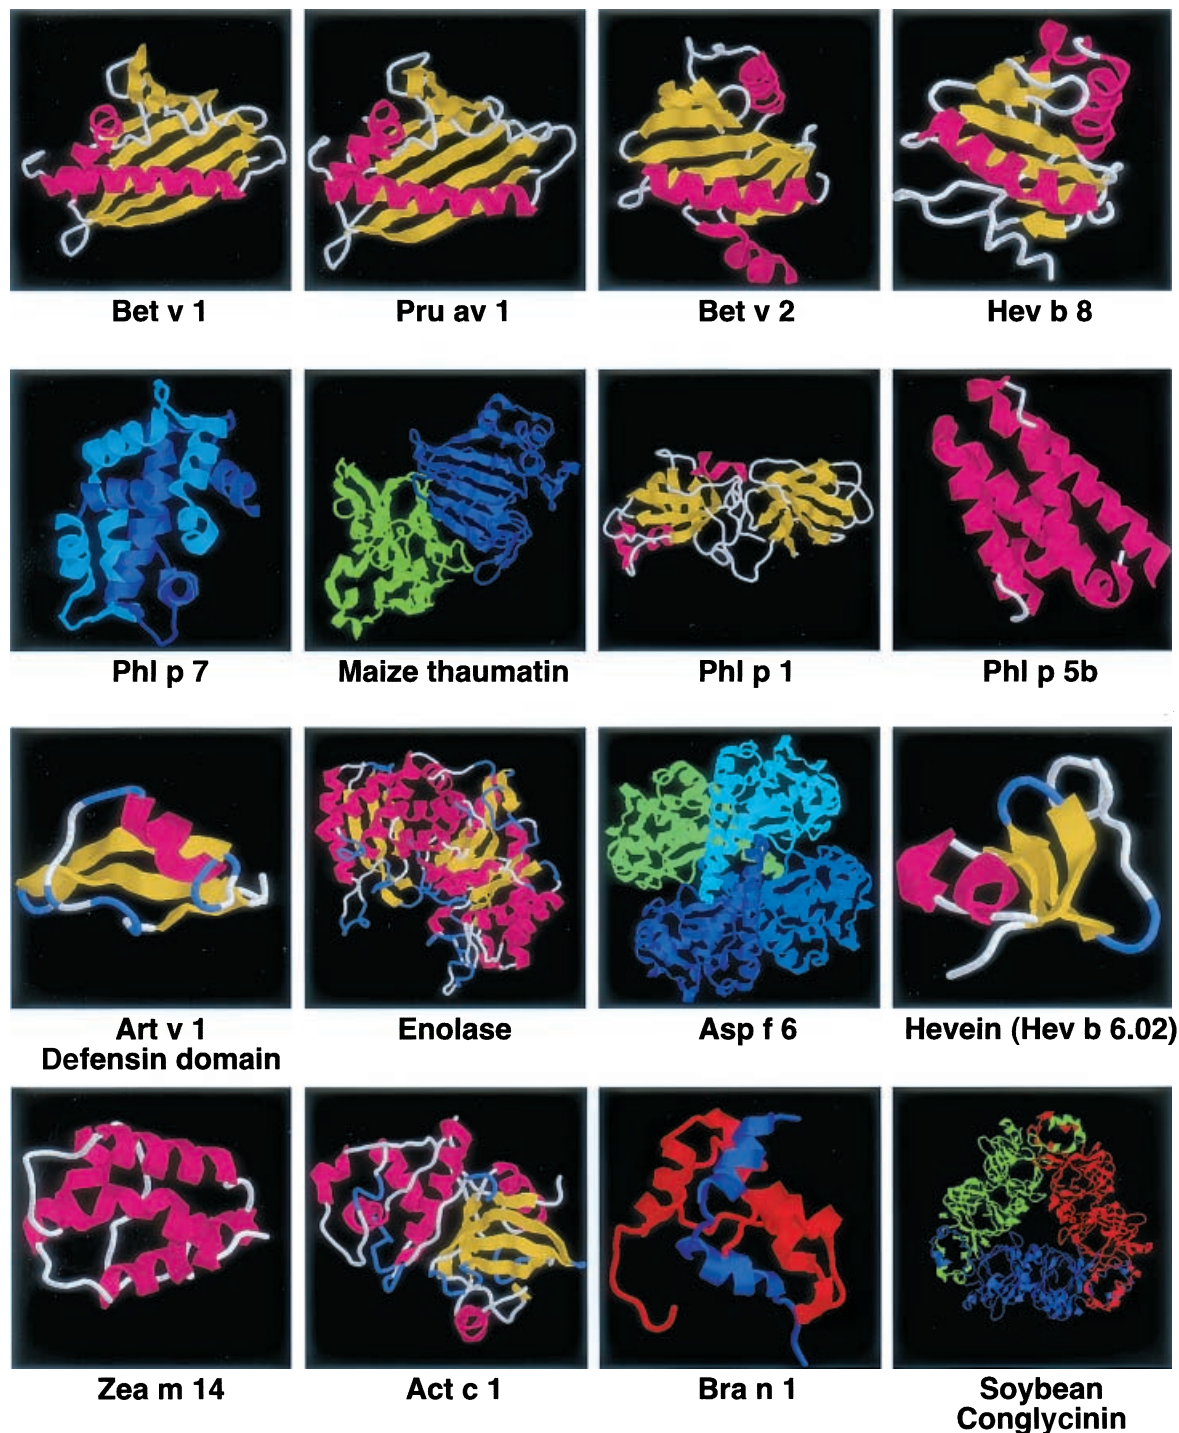 Bet v 1
Pru av 1
Bet v 2
Hev b 8
Phl p 7
Maize thaumatin
Phl p 1
Phl p 5b
Art v 1
Defensin domain
Enolase
Asp f 6
Hevein (Hev b 6.02)
Zea m 14
Act c 1
Bra n 1
Soybean
Conglycinin